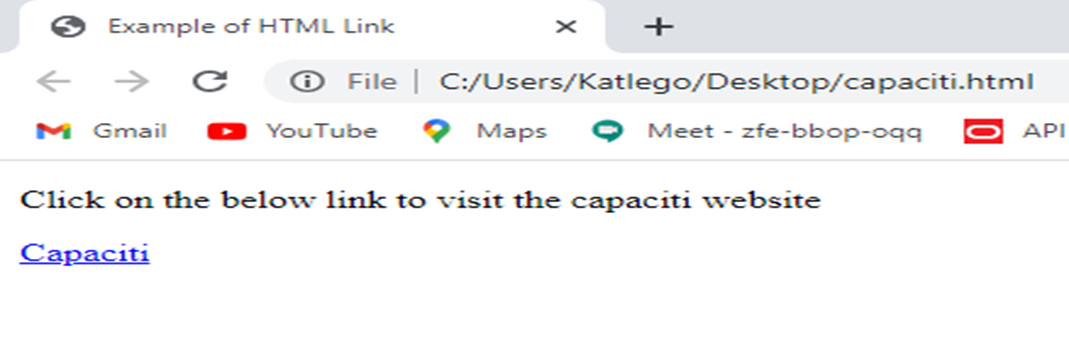 Example of HTML Link
File C:/Users/Katlego/Desktop/capaciti.html
Gmail YouTube Maps Meet - zfe-bbop-oqq API
Click on the below link to visit the capaciti website
Capaciti